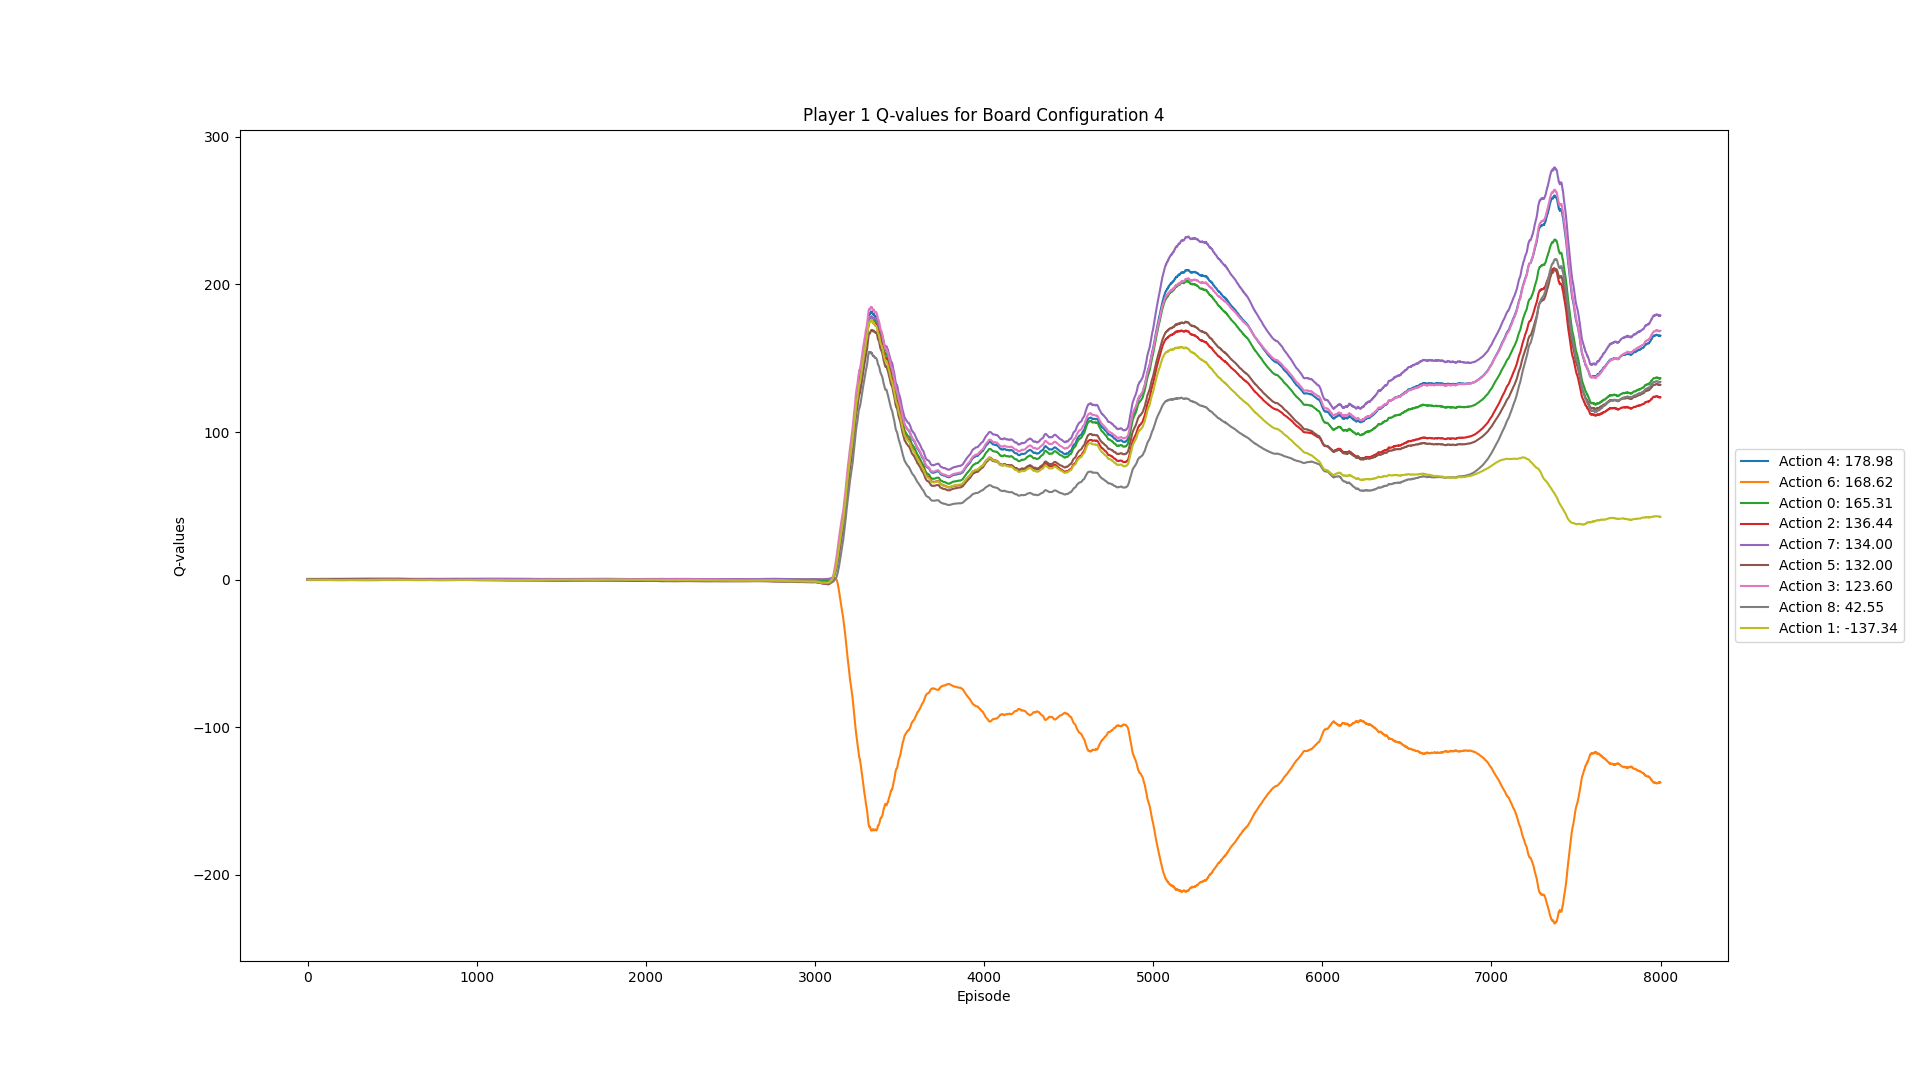 Player 1 Q-values for Board Configuration 4
300
200
100
0
−100
−200
Q-values
0 1000 2000 3000 4000 5000 6000 7000 8000
Episode
Action 4: 178.98
Action 6: 168.62
Action 0: 165.31
Action 2: 136.44
Action 7: 134.00
Action 5: 132.00
Action 3: 123.60
Action 8: 42.55
Action 1: -137.34